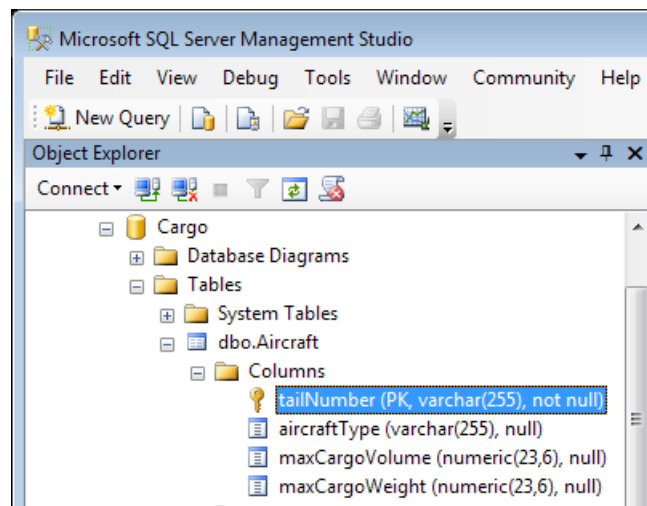 Microsoft SQL Server Management Studio
File Edit View Debug Tools Window Community Help
New Query
Object Explorer
Connect
Cargo
Database Diagrams
Tables
System Tables
dbo.Aircraft
Columns
tailNumber (PK, varchar(255), not null)
aircraftType (varchar(255), null)
maxCargoVolume (numeric(23,6), null)
maxCargoWeight (numeric(23,6), null)